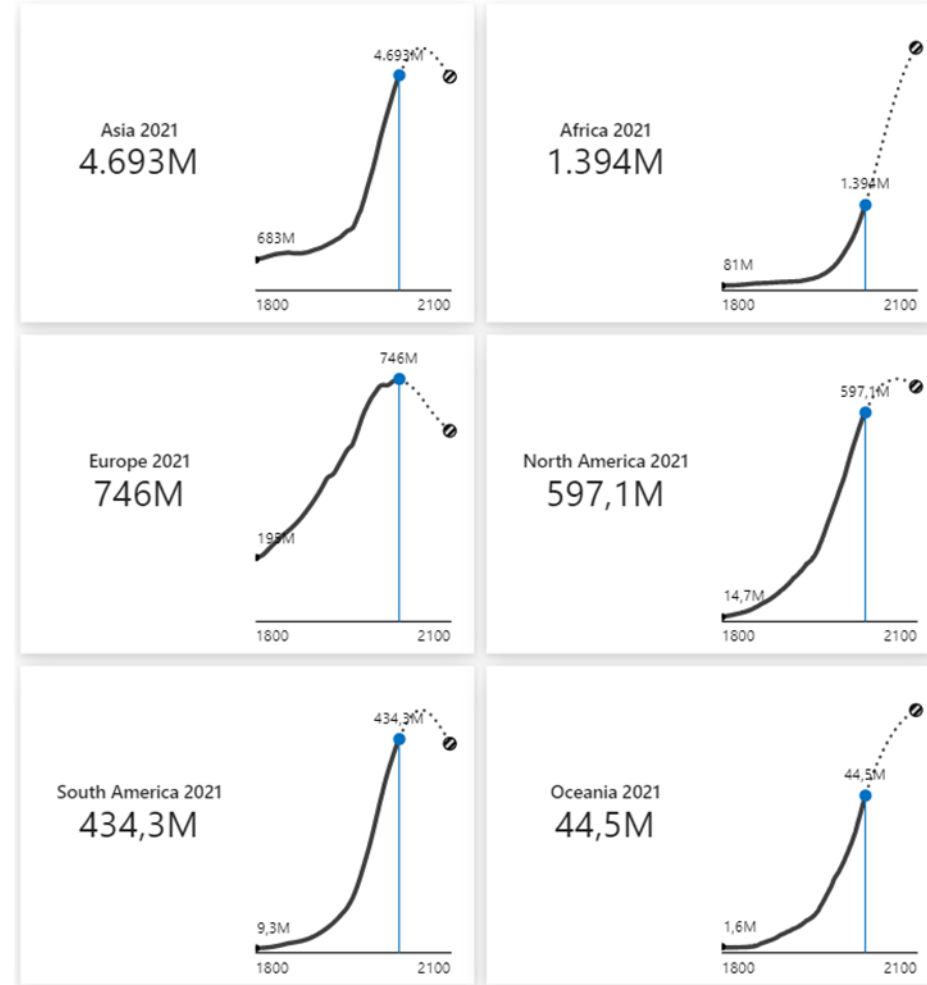 4.693M
Asia 2021
4.693M
683M
1800 2100
Africa 2021
1.394M
1.394M
81M
1800 2100
746M
Europe 2021
746M
195M
1800 2100
597,1M
North America 2021
597,1M
14,7M
1800 2100
434,3M
South America 2021
434,3M
9,3M
1800 2100
44,5M
Oceania 2021
44,5M
1,6M
1800 2100